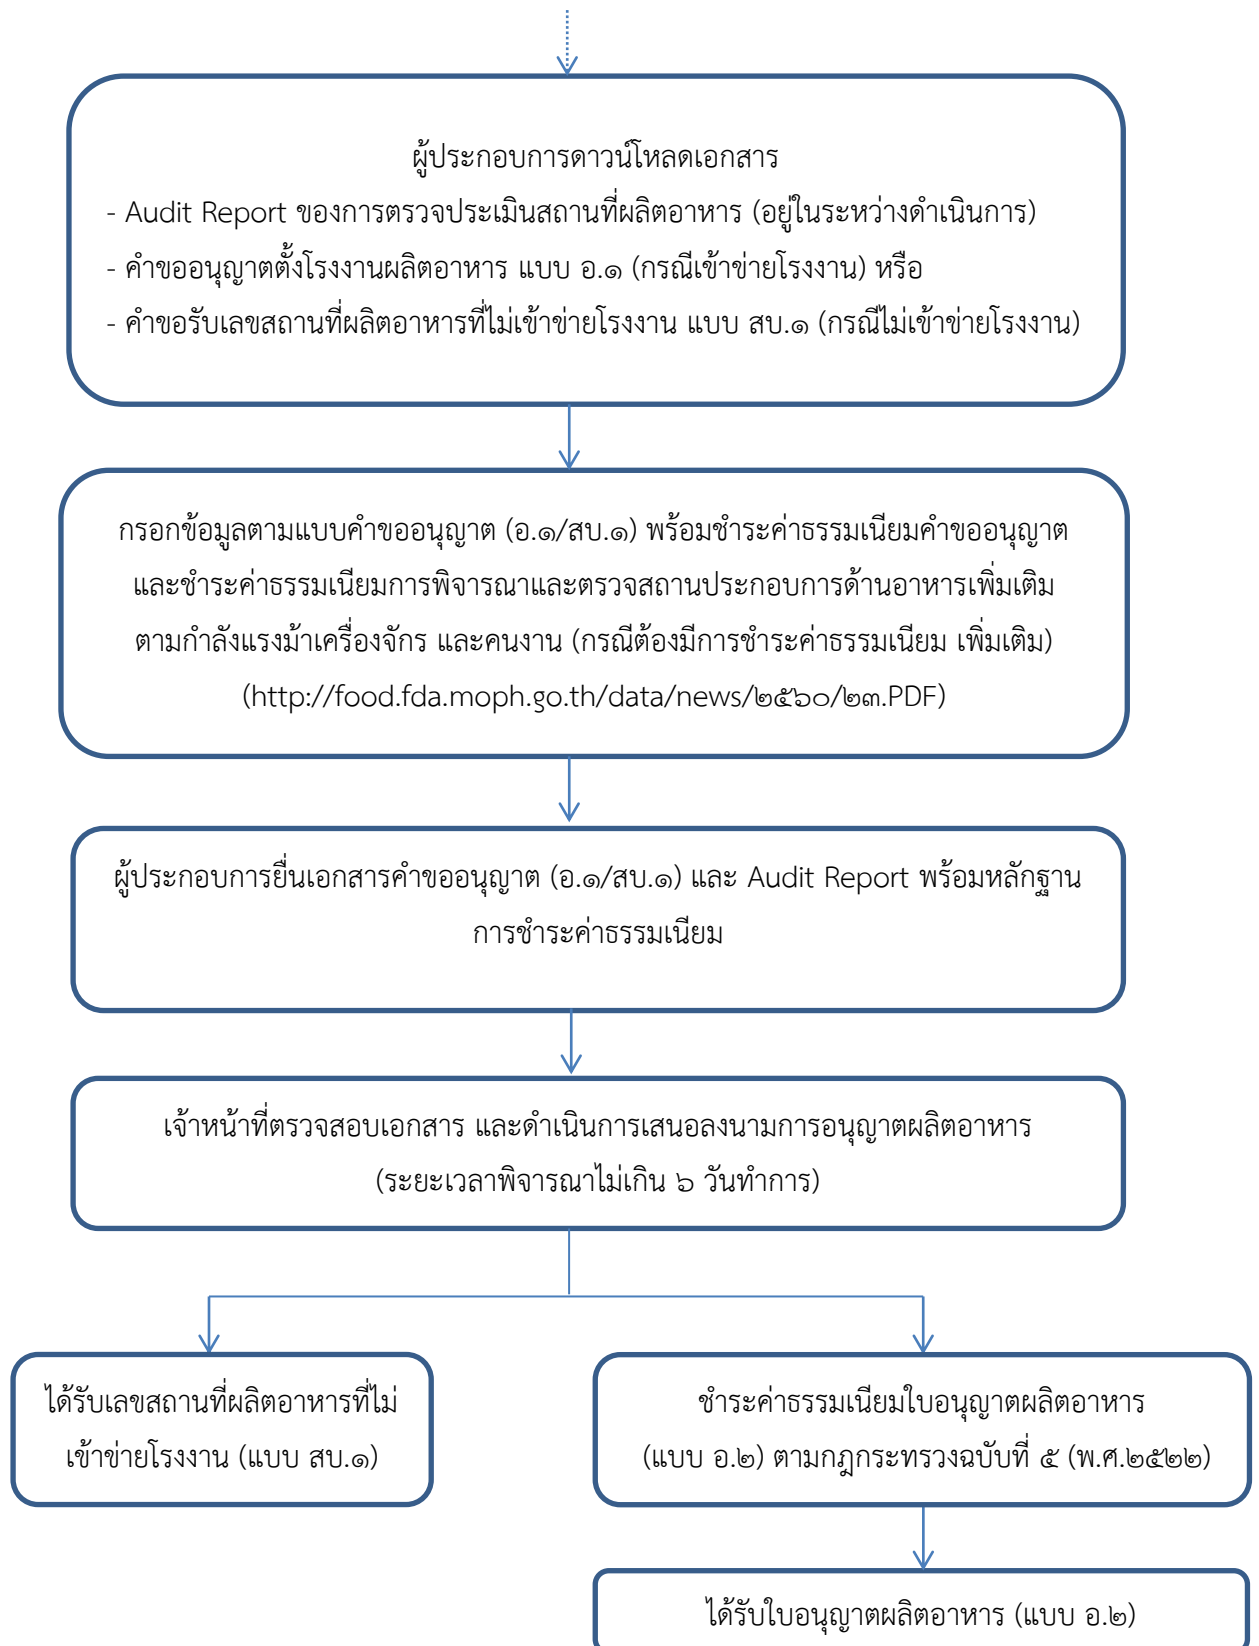 ผู้ประกอบการดาวน์โหลดเอกสาร
- Audit Report ของการตรวจประเมินสถานที่ผลิตอาหาร (อยู่ในระหว่างดำเนินการ)
- คำขออนุญาตตั้งโรงงานผลิตอาหาร แบบ อ.๑ (กรณีเข้าข่ายโรงงาน) หรือ
- คำขอรับเลขสถานที่ผลิตอาหารที่ไม่เข้าข่ายโรงงาน แบบ สบ.๑ (กรณีไม่เข้าข่ายโรงงาน)
กรอกข้อมูลตามแบบคำขออนุญาต (อ.๑/สบ.๑) พร้อมชำระค่าธรรมเนียมคำขออนุญาต
และชำระค่าธรรมเนียมการพิจารณาและตรวจสถานประกอบการด้านอาหารเพิ่มเติม
ตามกำลังแรงม้าเครื่องจักร และคนงาน (กรณีต้องมีการชำระค่าธรรมเนียม เพิ่มเติม)
(http://food.fda.moph.go.th/data/news/๒๕๖๐/๒๓.PDF)
ผู้ประกอบการยื่นเอกสารคำขออนุญาต (อ.๑/สบ.๑) และ Audit Report พร้อมหลักฐาน
การชำระค่าธรรมเนียม
เจ้าหน้าที่ตรวจสอบเอกสาร และดำเนินการเสนอลงนามการอนุญาตผลิตอาหาร
(ระยะเวลาพิจารณาไม่เกิน ๖ วันทำการ)
ได้รับเลขสถานที่ผลิตอาหารที่ไม่
เข้าข่ายโรงงาน (แบบ สบ.๑)
ชำระค่าธรรมเนียมใบอนุญาตผลิตอาหาร
(แบบ อ.๒) ตามกฎกระทรวงฉบับที่ ๕ (พ.ศ.๒๕๒๒)
ได้รับใบอนุญาตผลิตอาหาร (แบบ อ.๒)